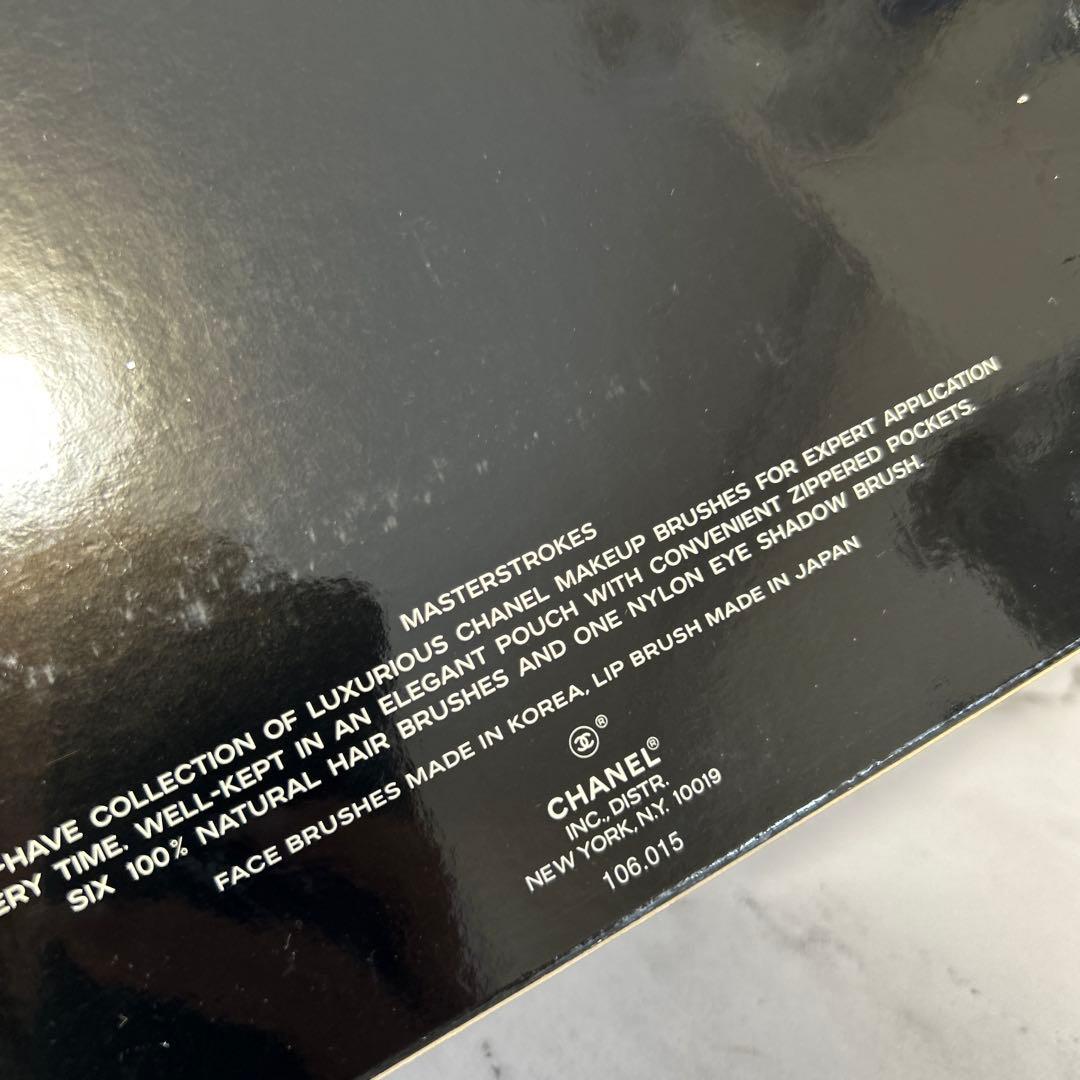 MASTERSTROKES
-HAVE COLLECTION OF LUXURIOUS CHANEL MAKEUP BRUSHES FOR EXPERT APPLICATION
ERY TIME. WELL-KEPT IN AN ELEGANT POUCH WITH CONVENIENT ZIPPERED POCKETS.
SIX 100% NATURAL HAIR BRUSHES AND ONE NYLON EYE SHADOW BRUSH.
FACE BRUSHES MADE IN KOREA, LIP BRUSH MADE IN JAPAN
®
CHANEL®
INC., DISTR.
NEW YORK, N.Y. 10019
106.015